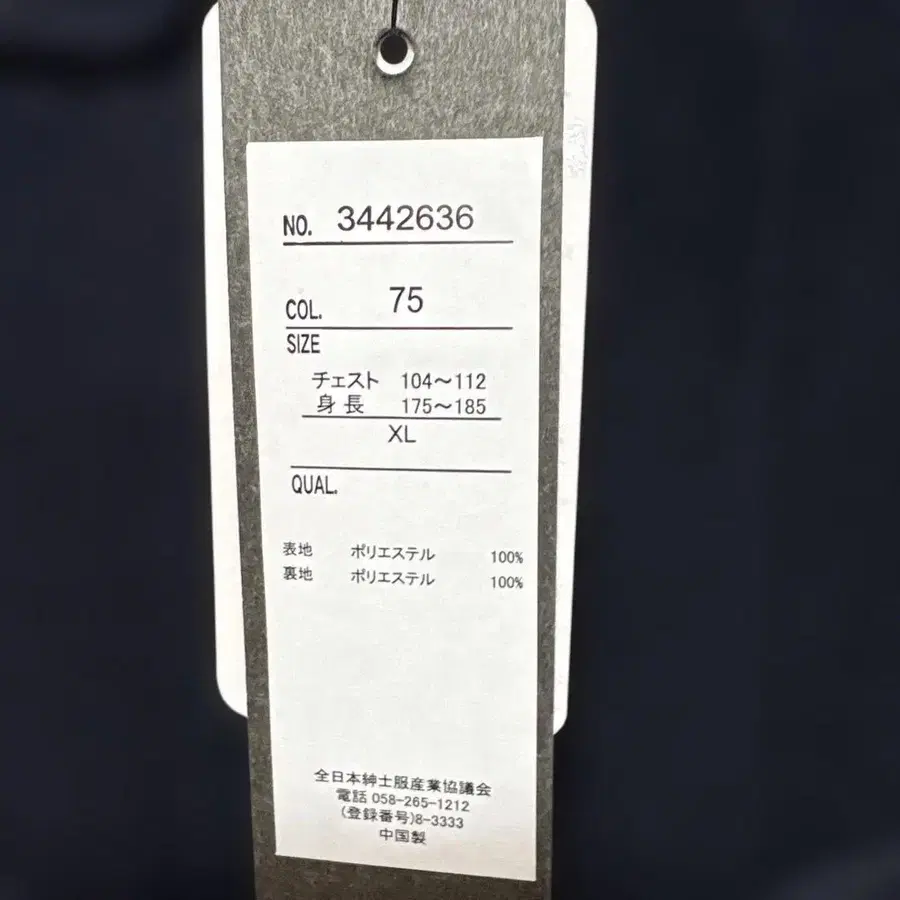 NO. 3442636
COL. 75
SIZE
チェスト 104～112
身長 175～185
XL
QUAL.
表地 ポリエステル 100%
裏地 ポリエステル 100%
全日本紳士服産業協議会
電話 058-265-1212
(登録番号)8-3333
中国製